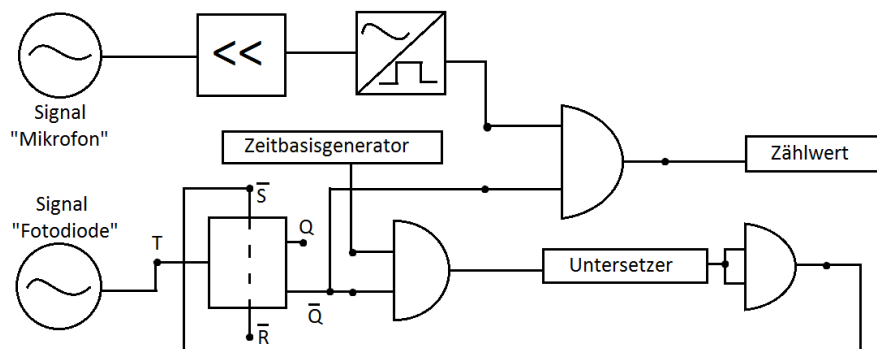 <<
Signal
"Mikrofon"
Zeitbasisgenerator
Zählwert
Signal
"Fotodiode"
S̅
T
Q
Untersetzer
Q̅
R̅